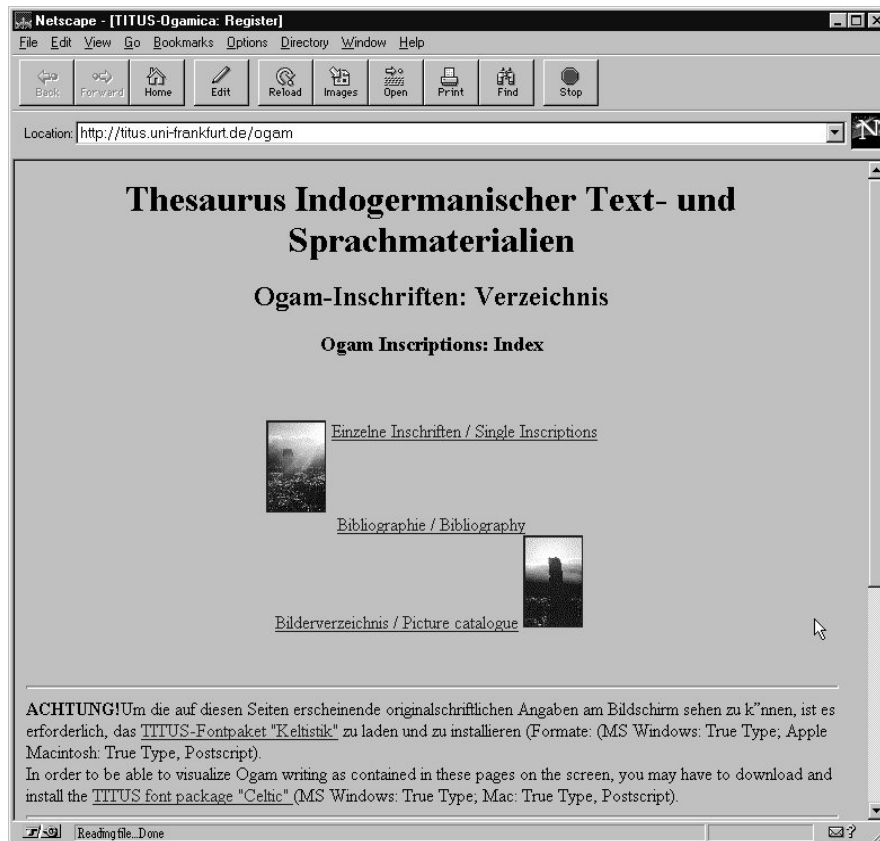 Netscape - [TITUS-Ogamica: Register]
File Edit View Go Bookmarks Options Directory Window Help
Back Forward Home Edit Reload Images Open Print Find Stop
Location: http://titus.uni-frankfurt.de/ogam
N
Thesaurus Indogermanischer Text- und
Sprachmaterialien
Ogam-Inschriften: Verzeichnis
Ogam Inscriptions: Index
Einzelne Inschriften / Single Inscriptions
Bibliographie / Bibliography
Bilderverzeichnis / Picture catalogue
ACHTUNG!Um die auf diesen Seiten erscheinende originalschriftlichen Angaben am Bildschirm sehen zu k”nnen, ist es
erforderlich, das TITUS-Fontpaket "Keltistik" zu laden und zu installieren (Formate: (MS Windows: True Type; Apple
Macintosh: True Type, Postscript).
In order to be able to visualize Ogam writing as contained in these pages on the screen, you may have to download and
install the TITUS font package "Celtic" (MS Windows: True Type; Mac: True Type, Postscript).
Reading file...Done